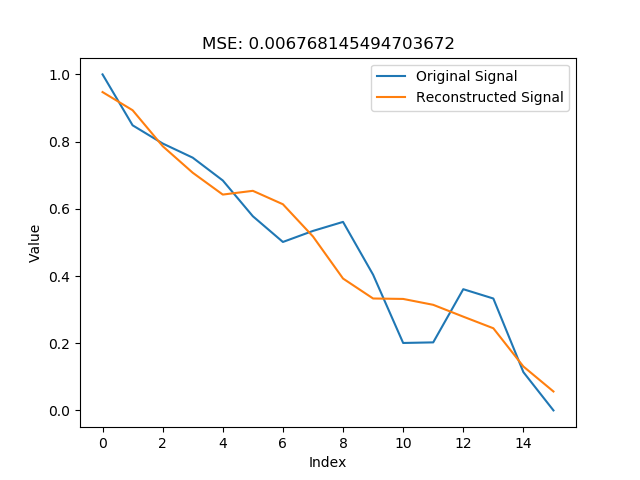 MSE: 0.006768145494703672
Original Signal
Reconstructed Signal
1.0
0.8
0.6
0.4
0.2
0.0
Value
0 2 4 6 8 10 12 14
Index